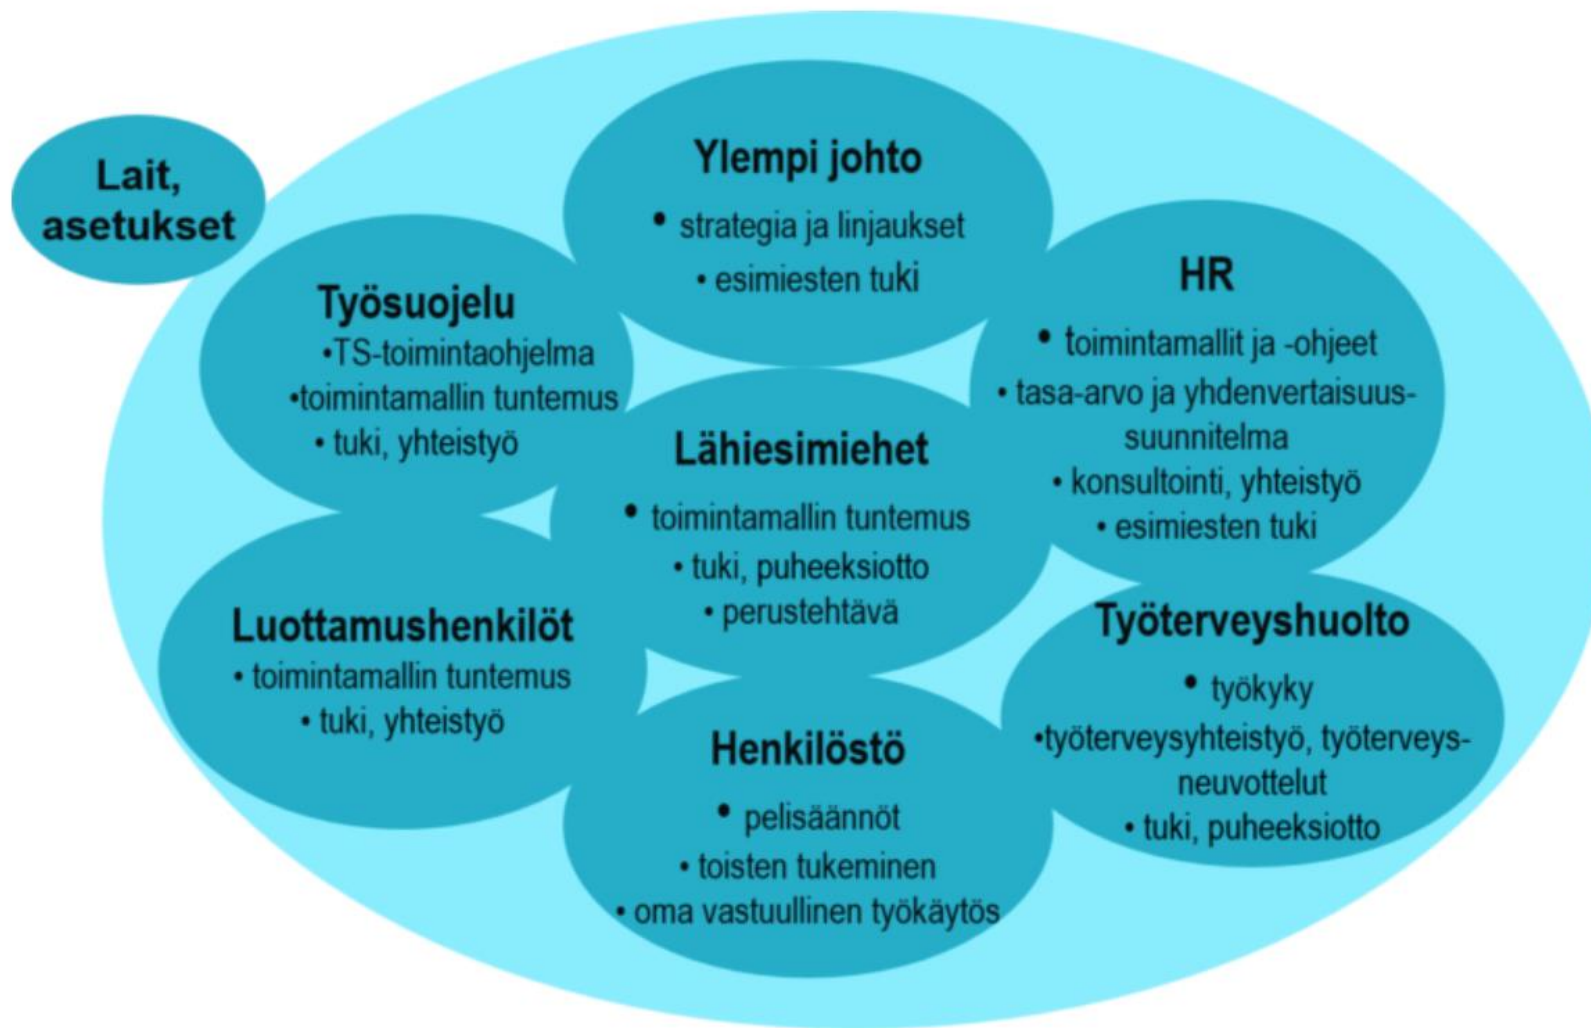 Lait,
asetukset
Ylempi johto
• strategia ja linjaukset
• esimiesten tuki
Työsuojelu
•TS-toimintaohjelma
•toimintamallin tuntemus
• tuki, yhteistyö
HR
• toimintamallit ja -ohjeet
• tasa-arvo ja yhdenvertaisuus-
suunnitelma
• konsultointi, yhteistyö
• esimiesten tuki
Lähiesimiehet
• toimintamallin tuntemus
• tuki, puheeksiotto
• perustehtävä
Luottamushenkilöt
• toimintamallin tuntemus
• tuki, yhteistyö
Työterveyshuolto
• työkyky
•työterveysyhteistyö, työterveys-
neuvottelut
• tuki, puheeksiotto
Henkilöstö
• pelisäännöt
• toisten tukeminen
• oma vastuullinen työkäytös